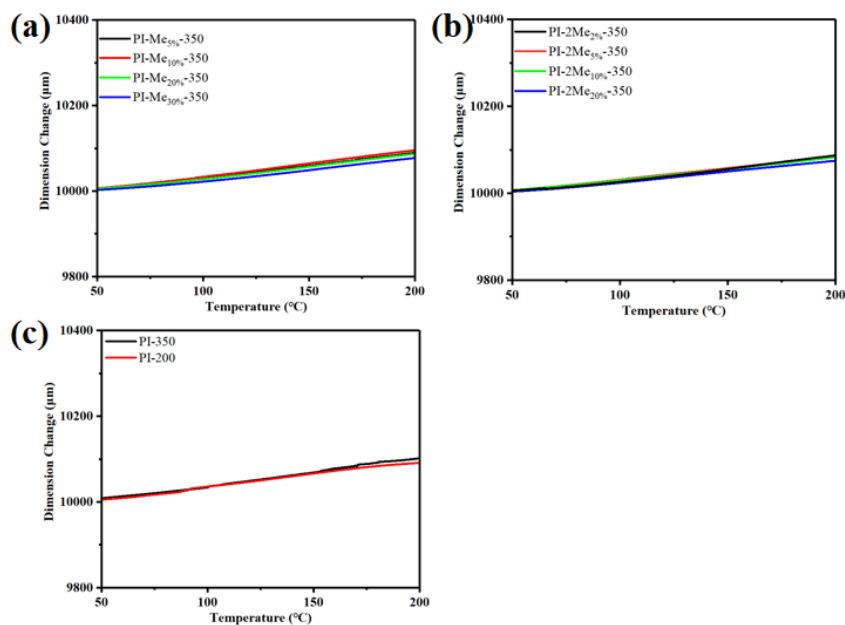 (a)
10400
10200
10000
9800
Dimension Change (μm)
PI-Me5%-350
PI-Me10%-350
PI-Me20%-350
PI-Me30%-350
50 100 150 200
Temperature (℃)
(b)
10400
10200
10000
9800
Dimension Change (μm)
PI-2Me2%-350
PI-2Me5%-350
PI-2Me10%-350
PI-2Me20%-350
50 100 150 200
Temperature (℃)
(c)
10400
10200
10000
9800
Dimension Change (μm)
PI-350
PI-200
50 100 150 200
Temperature (℃)